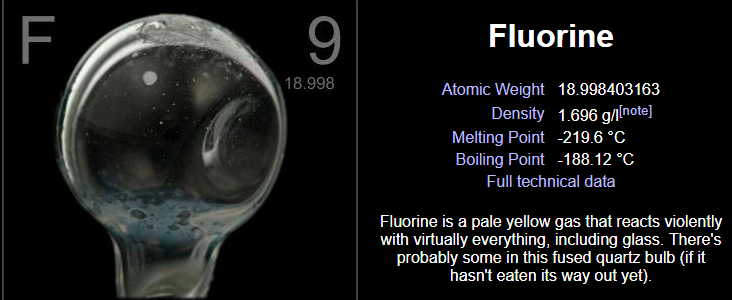 F 9
18.998
Fluorine
Atomic Weight 18.998403163
Density 1.696 g/l[note]
Melting Point -219.6 °C
Boiling Point -188.12 °C
Full technical data
Fluorine is a pale yellow gas that reacts violently
with virtually everything, including glass. There's
probably some in this fused quartz bulb (if it
hasn't eaten its way out yet).